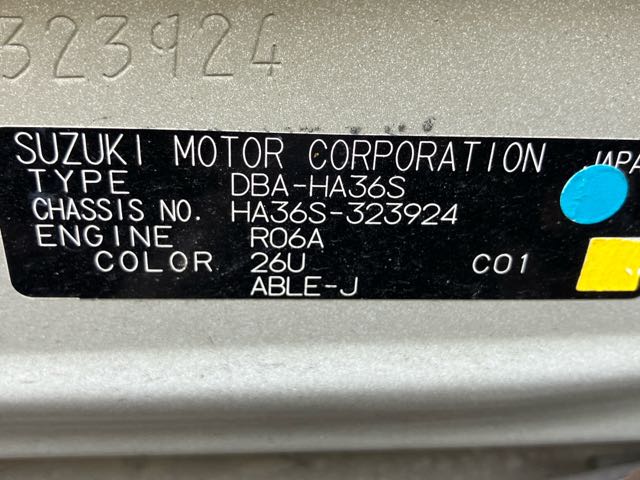 323924
SUZUKI MOTOR CORPORATION JAPA
TYPE DBA-HA36S
CHASSIS NO. HA36S-323924
ENGINE R06A
COLOR 26U C01
ABLE-J